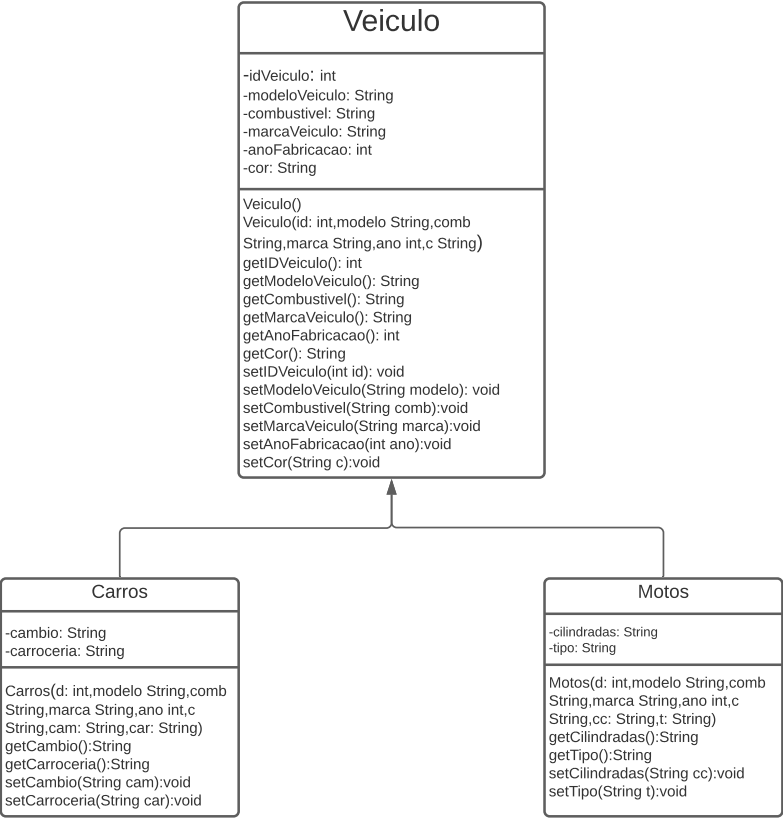 Veiculo
-idVeiculo: int
-modeloVeiculo: String
-combustivel: String
-marcaVeiculo: String
-anoFabricacao: int
-cor: String
Veiculo()
Veiculo(id: int,modelo String,comb
String,marca String,ano int,c String)
getIDVeiculo(): int
getModeloVeiculo(): String
getCombustivel(): String
getMarcaVeiculo(): String
getAnoFabricacao(): int
getCor(): String
setIDVeiculo(int id): void
setModeloVeiculo(String modelo): void
setCombustivel(String comb):void
setMarcaVeiculo(String marca):void
setAnoFabricacao(int ano):void
setCor(String c):void
Carros
-cambio: String
-carroceria: String
Carros(d: int,modelo String,comb
String,marca String,ano int,c
String,cam: String,car: String)
getCambio():String
getCarroceria():String
setCambio(String cam):void
setCarroceria(String car):void
Motos
-cilindradas: String
-tipo: String
Motos(d: int,modelo String,comb
String,marca String,ano int,c
String,cc: String,t: String)
getCilindradas():String
getTipo():String
setCilindradas(String cc):void
setTipo(String t):void